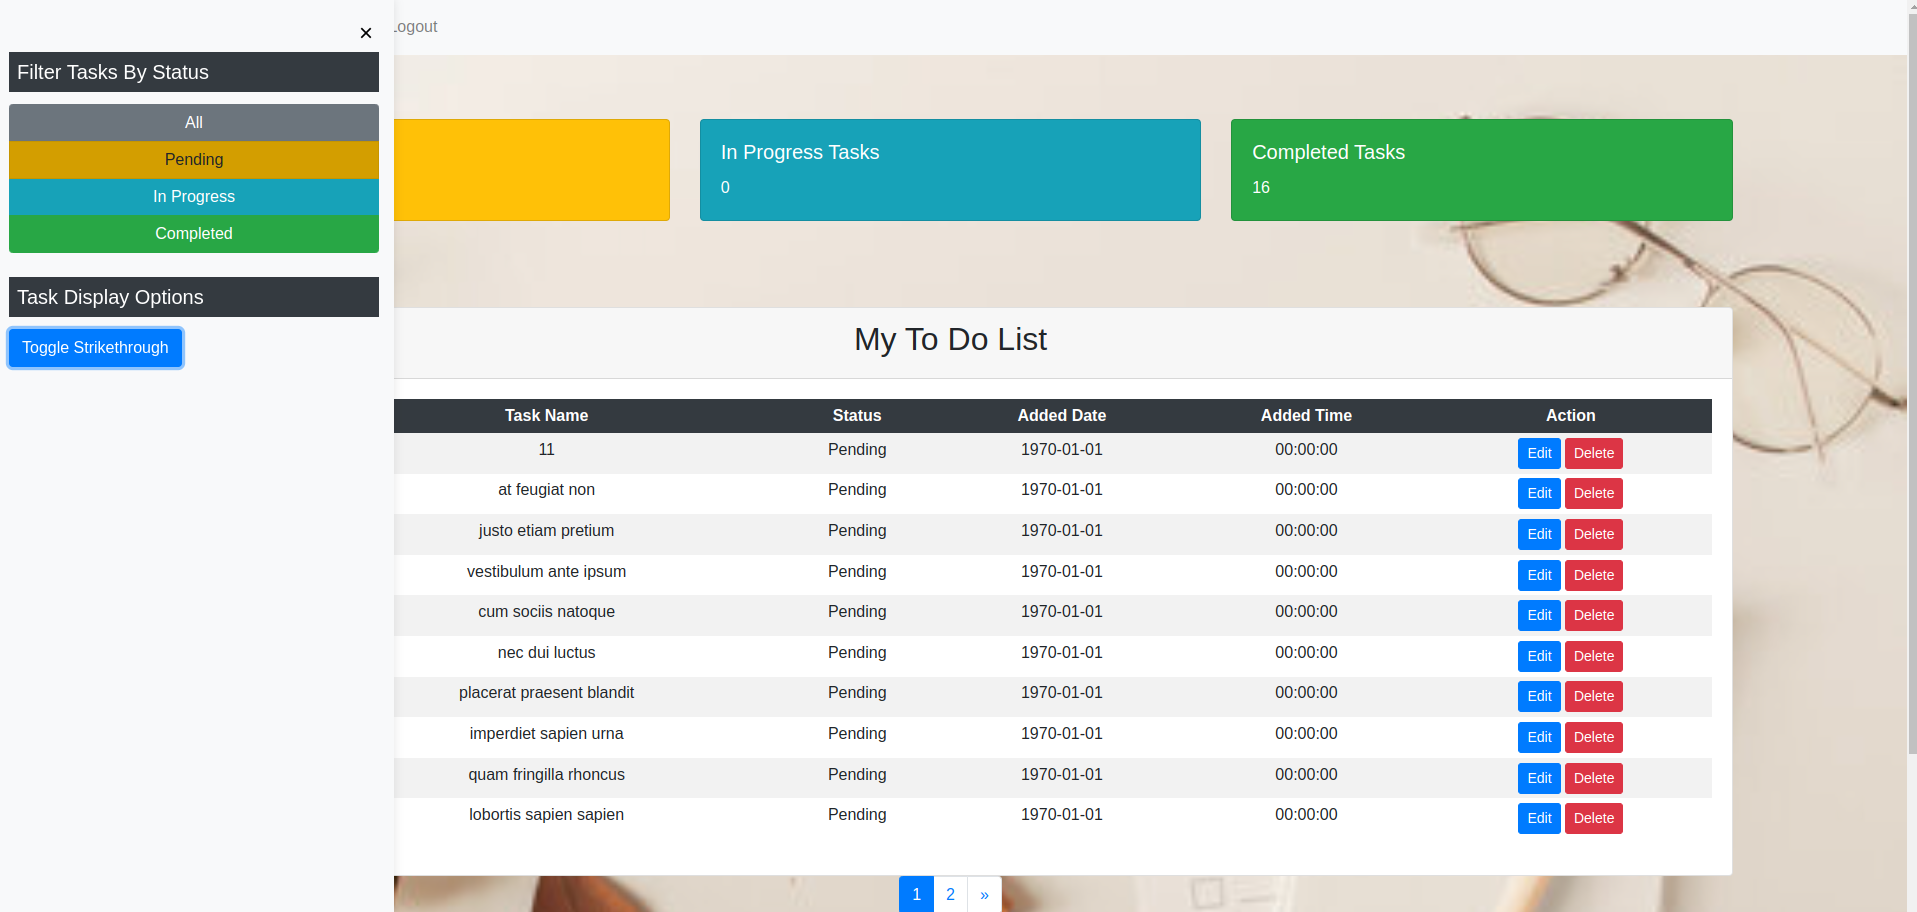 ×
Logout
Filter Tasks By Status
All
Pending
In Progress
Completed
Task Display Options
Toggle Strikethrough
In Progress Tasks
0
Completed Tasks
16
My To Do List
Task Name Status Added Date Added Time Action
11 Pending 1970-01-01 00:00:00 Edit Delete
at feugiat non Pending 1970-01-01 00:00:00 Edit Delete
justo etiam pretium Pending 1970-01-01 00:00:00 Edit Delete
vestibulum ante ipsum Pending 1970-01-01 00:00:00 Edit Delete
cum sociis natoque Pending 1970-01-01 00:00:00 Edit Delete
nec dui luctus Pending 1970-01-01 00:00:00 Edit Delete
placerat praesent blandit Pending 1970-01-01 00:00:00 Edit Delete
imperdiet sapien urna Pending 1970-01-01 00:00:00 Edit Delete
quam fringilla rhoncus Pending 1970-01-01 00:00:00 Edit Delete
lobortis sapien sapien Pending 1970-01-01 00:00:00 Edit Delete
1 2 »